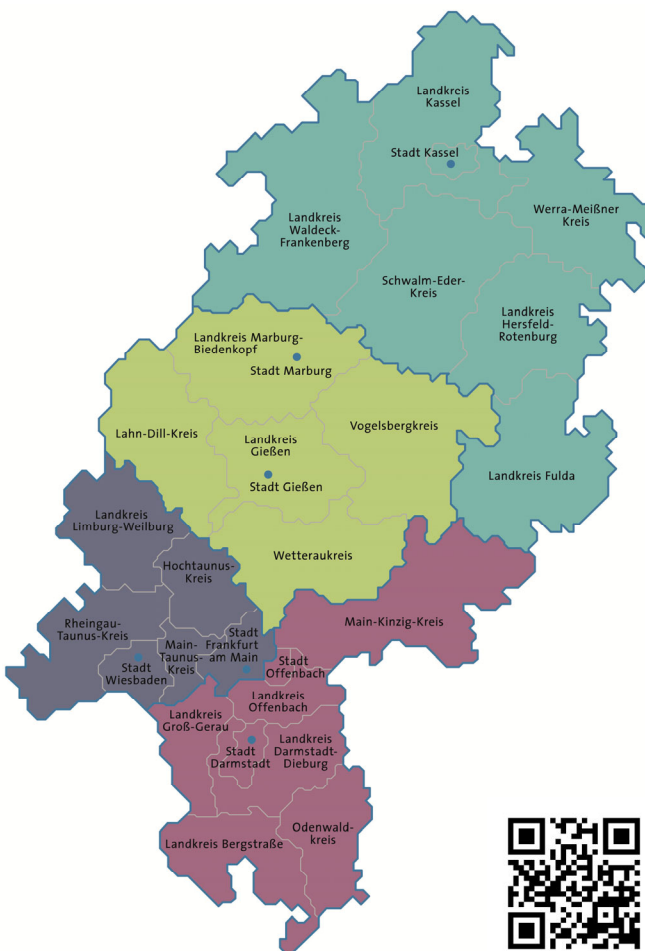 Landkreis
Kassel
Stadt Kassel
Werra-Meißner
Kreis
Landkreis
Waldeck-
Frankenberg
Schwalm-Eder-
Kreis
Landkreis
Hersfeld-
Rotenburg
Landkreis Marburg-
Biedenkopf
Stadt Marburg
Lahn-Dill-Kreis
Landkreis
Gießen
Stadt Gießen
Vogelsbergkreis
Landkreis Fulda
Landkreis
Limburg-Weilburg
Wetteraukreis
Hochtaunus-
Kreis
Rheingau-
Taunus-Kreis
Main-
Taunus-
Kreis
Stadt
Frankfurt
am Main
Main-Kinzig-Kreis
Stadt
Wiesbaden
Stadt
Offenbach
Landkreis
Offenbach
Landkreis
Groß-Gerau
Stadt
Darmstadt
Landkreis
Darmstadt-
Dieburg
Landkreis Bergstraße
Odenwald-
kreis